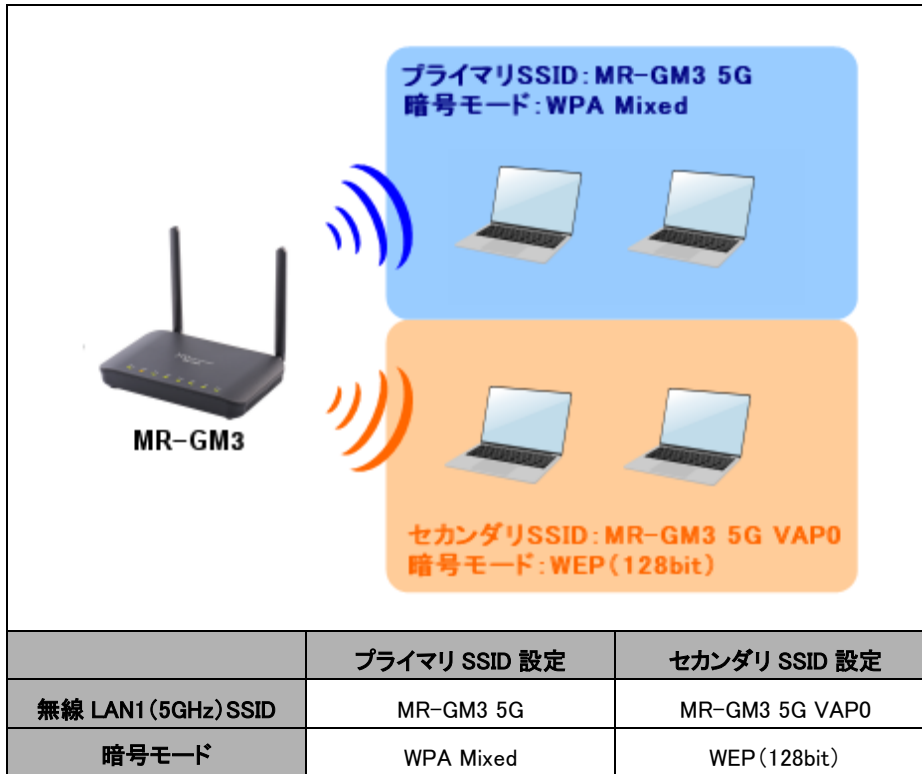 プライマリSSID:MR-GM3 5G
暗号モード:WPA Mixed
MR-GM3
セカンダリSSID:MR-GM3 5G VAP0
暗号モード:WEP(128bit)
プライマリ SSID 設定 セカンダリ SSID 設定
無線 LAN1(5GHz)SSID MR-GM3 5G MR-GM3 5G VAP0
暗号モード WPA Mixed WEP(128bit)